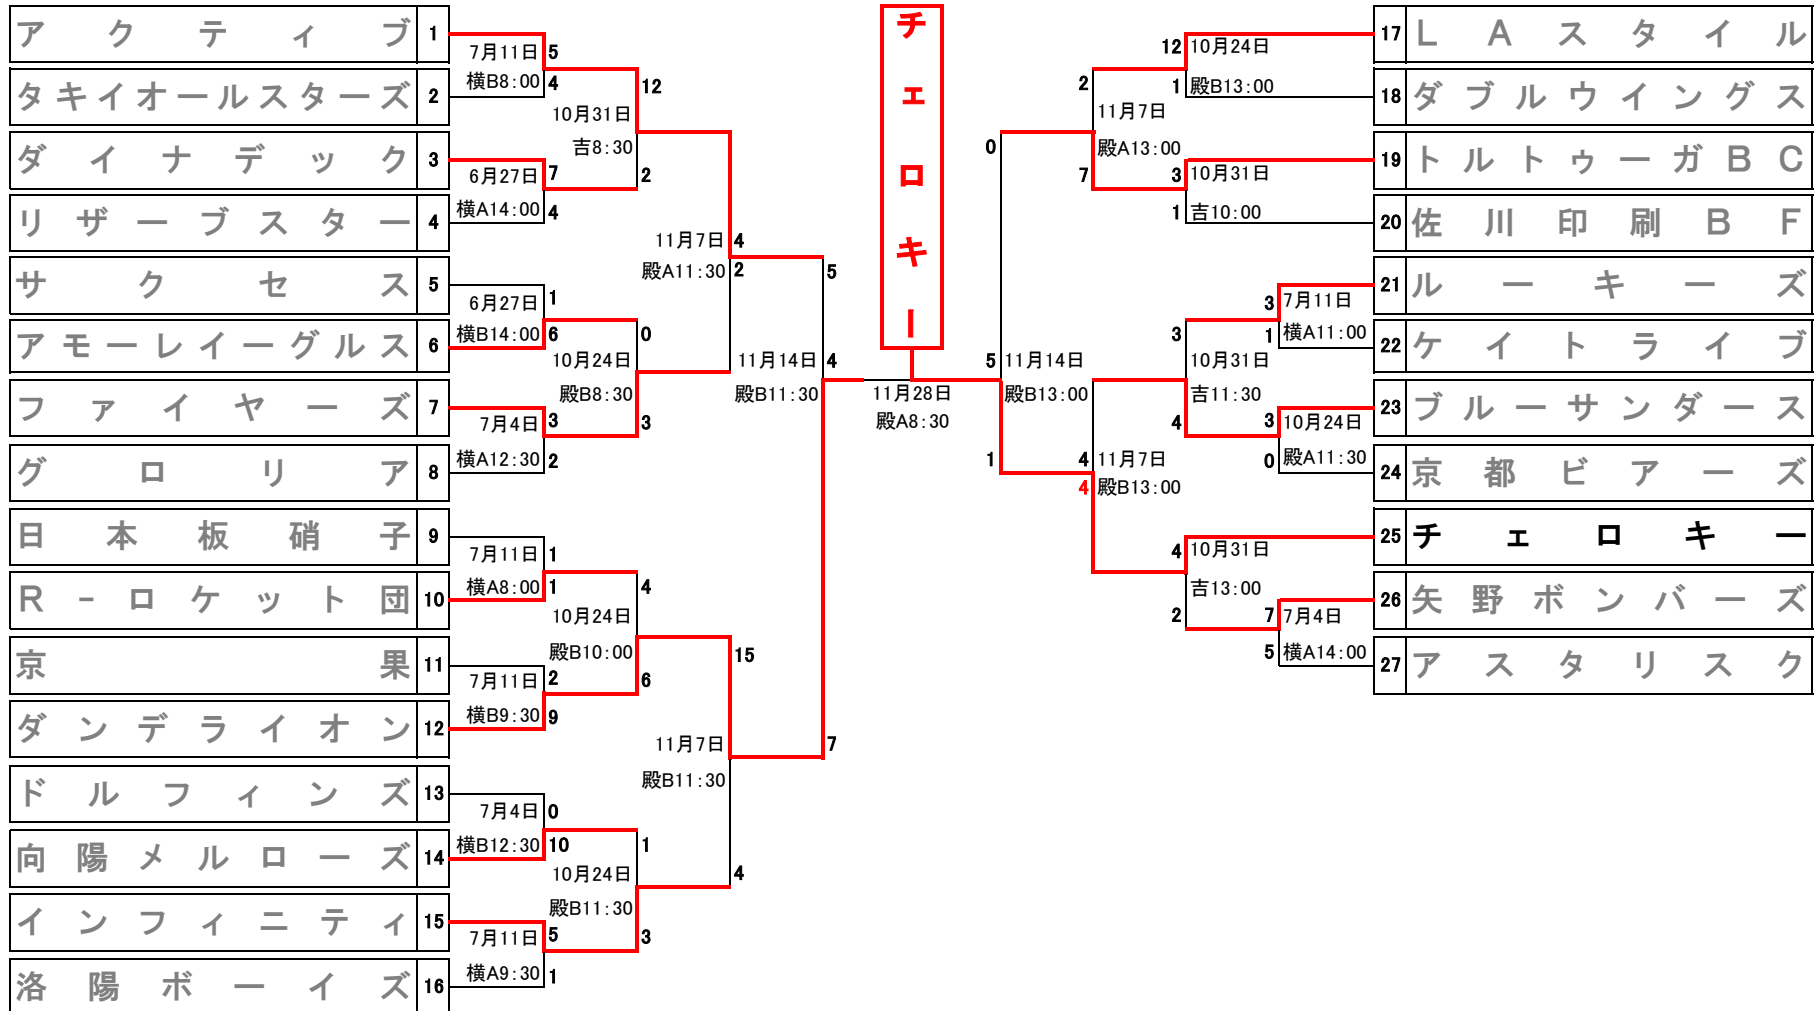 アクティブ 1
7月11日 5
横B8:00 4
タキイオールスターズ 2
12
10月31日
吉8:30
2
ダイナデック 3
6月27日 7
横A14:00 4
リザーブスター 4
11月7日 4
殿A11:30 2
サクセス 5
6月27日 1
横B14:00 6
アモーレイーグルス 6
0
10月24日
殿B8:30
3
ファイヤーズ 7
7月4日 3
横A12:30 2
グロリア 8
5
11月14日 4
殿B11:30
7
日本板硝子 9
7月11日 1
横A8:00 1
R-ロケット団 10
4
10月24日
殿B10:00
6
京果 11
7月11日 2
横B9:30 9
ダンデライオン 12
15
11月7日
殿B11:30
4
ドルフィンズ 13
7月4日 0
横B12:30 10
向陽メルローズ 14
1
10月24日
殿B11:30
3
インフィニティ 15
7月11日 5
横A9:30 1
洛陽ボーイズ 16
チェロキー
11月28日
殿A8:30
17 LAスタイル
12 10月24日
1 殿B13:00
18 ダブルウイングス
2
11月7日
殿A13:00
7
19 トルトゥーガBC
3 10月31日
1 吉10:00
20 佐川印刷BF
0
5 11月14日
殿B13:00
1
21 ルーキーズ
3 7月11日
1 横A11:00
22 ケイトライブ
3
10月31日
吉11:30
4
23 ブルーサンダース
3 10月24日
0 殿A11:30
24 京都ビアーズ
4 11月7日
4 殿B13:00
25 チェロキー
4 10月31日
吉13:00
2
26 矢野ボンバーズ
7 7月4日
5 横A14:00
27 アスタリスク